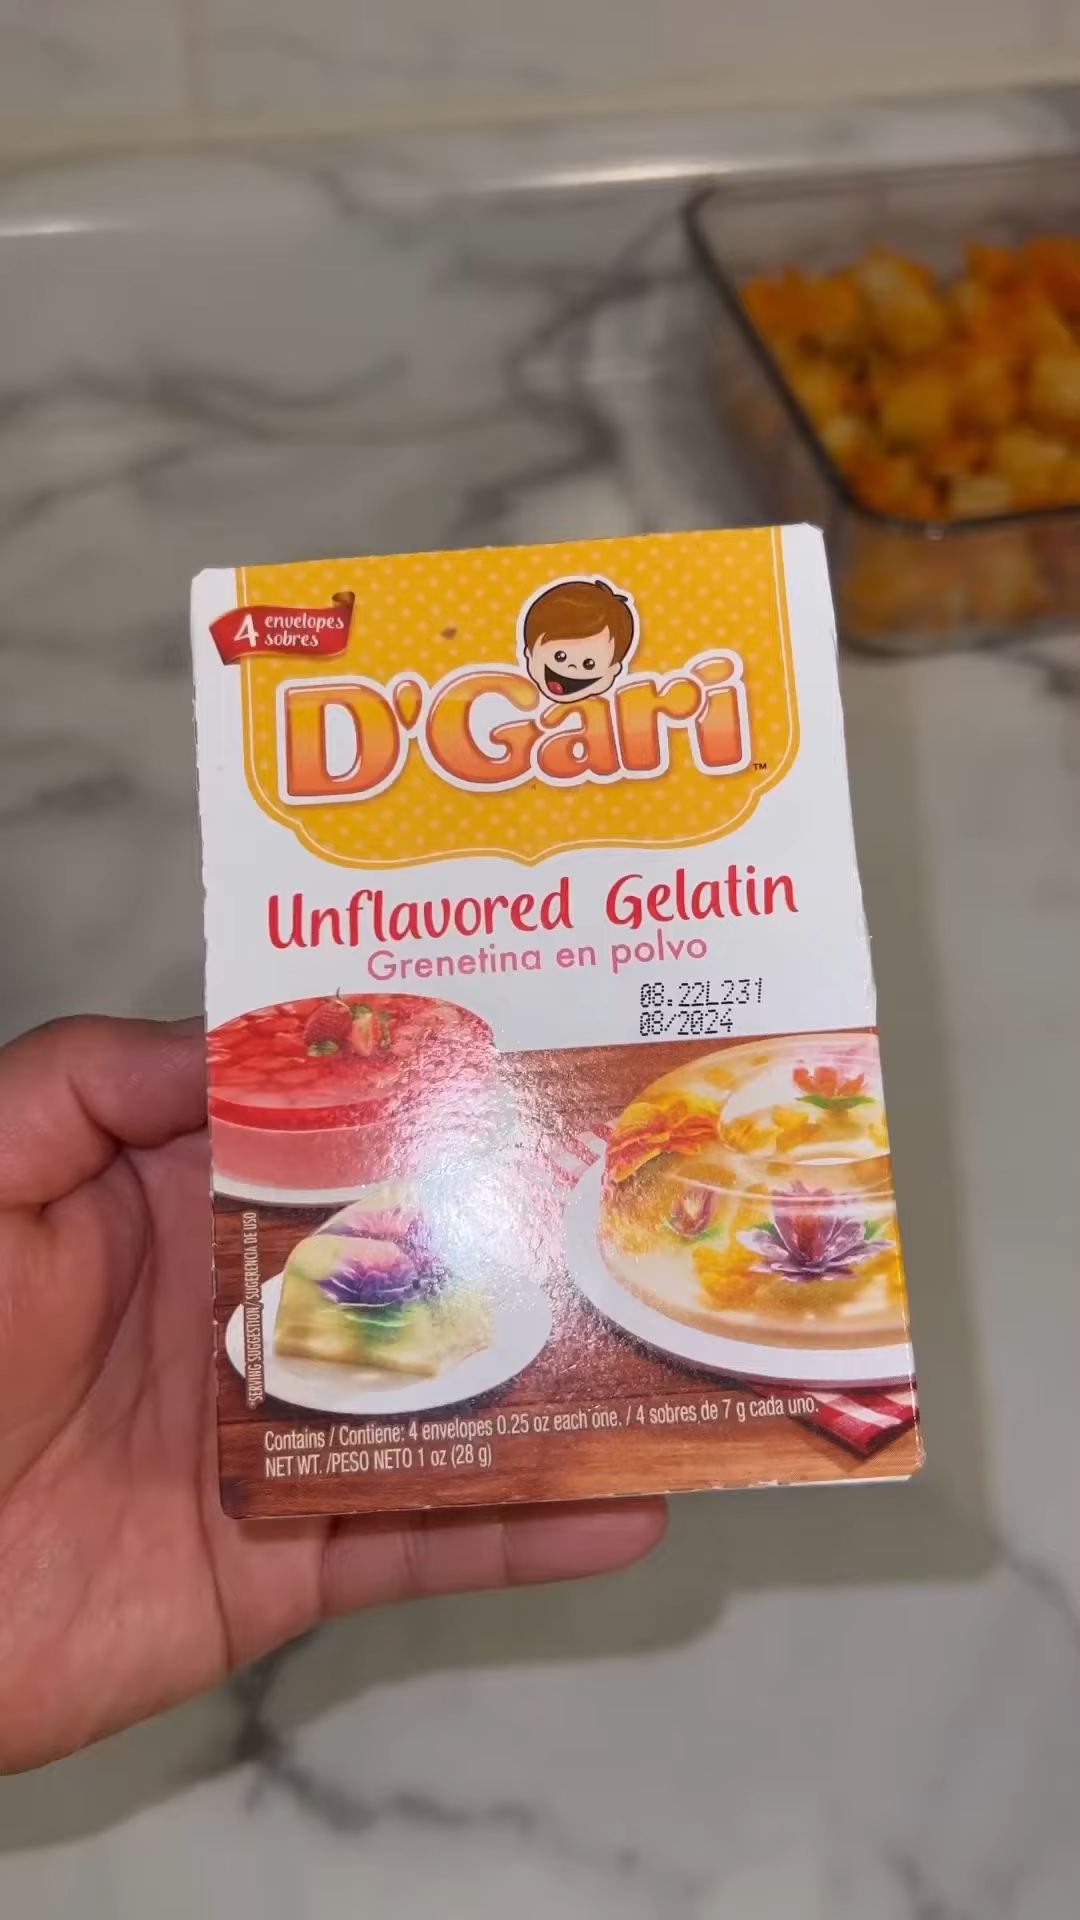 4 envelopes
sobres
D'Gari™
Unflavored Gelatin
Grenetina en polvo
08.22L231
08/2024
*SERVING SUGGESTION/SUGERENCIA DE USO
Contains / Contiene: 4 envelopes 0.25 oz each one. / 4 sobres de 7 g cada uno.
NET WT. /PESO NETO 1 oz (28 g)